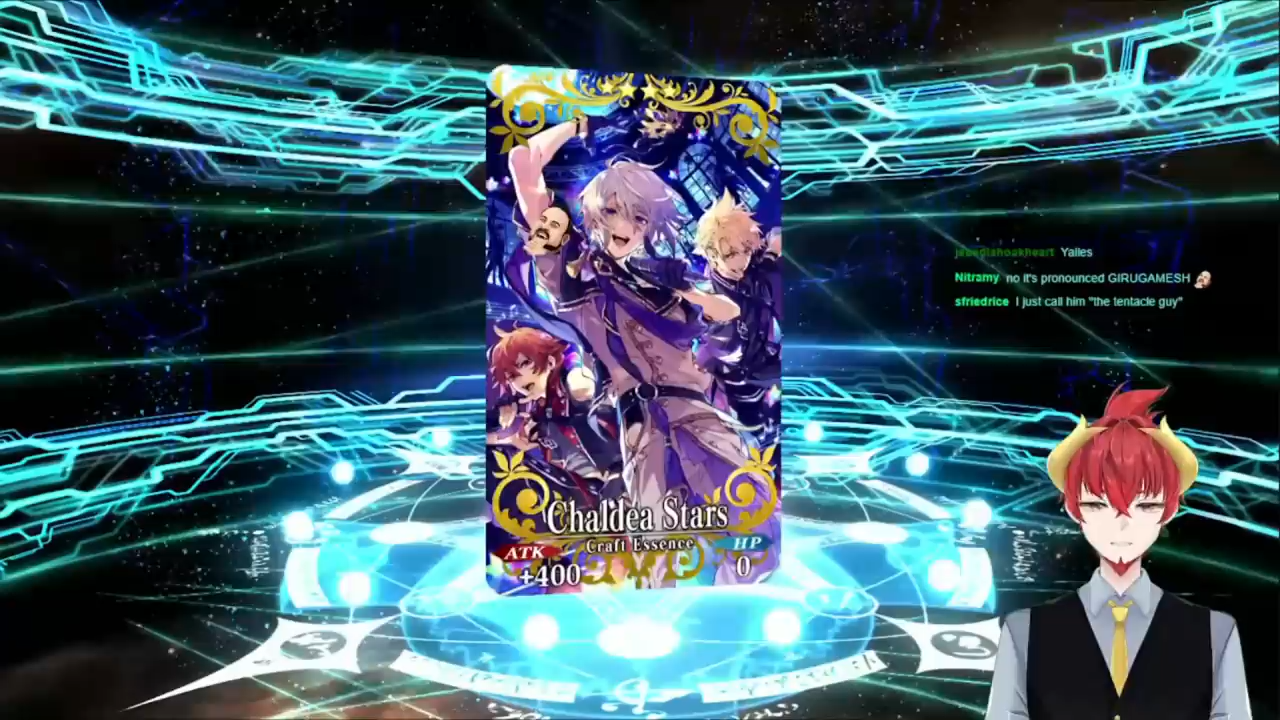 Yalles
Nitramy no it's pronounced GIRUGAMESH
sfriedrice I just call him "the tentacle guy"
Chaldea Stars
Craft Essence
ATK HP
+400 0